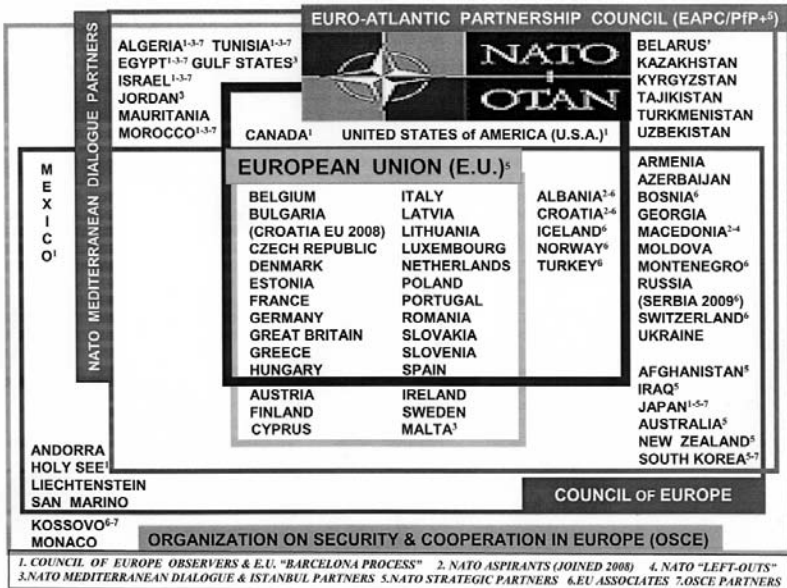 EURO-ATLANTIC PARTNERSHIP COUNCIL (EAPC/PfP+⁵)
NATO MEDITERRANEAN DIALOGUE PARTNERS
ALGERIA¹⁻³⁻⁷ TUNISIA¹⁻³⁻⁷
EGYPT¹⁻³⁻⁷ GULF STATES³
ISRAEL¹⁻³⁻⁷
JORDAN³
MAURITANIA
MOROCCO¹⁻³⁻⁷
NATO
OTAN
CANADA¹ UNITED STATES of AMERICA (U.S.A.)¹
BELARUS’
KAZAKHSTAN
KYRGYZSTAN
TAJIKISTAN
TURKMENISTAN
UZBEKISTAN
MEXICO¹
EUROPEAN UNION (E.U.)⁵
BELGIUM
BULGARIA
(CROATIA EU 2008)
CZECH REPUBLIC
DENMARK
ESTONIA
FRANCE
GERMANY
GREAT BRITAIN
GREECE
HUNGARY
ITALY
LATVIA
LITHUANIA
LUXEMBOURG
NETHERLANDS
POLAND
PORTUGAL
ROMANIA
SLOVAKIA
SLOVENIA
SPAIN
ALBANIA²⁻⁶
CROATIA²⁻⁶
ICELAND⁶
NORWAY⁶
TURKEY⁶
AUSTRIA
FINLAND
CYPRUS
IRELAND
SWEDEN
MALTA³
ARMENIA
AZERBAIJAN
BOSNIA⁶
GEORGIA
MACEDONIA²⁻⁴
MOLDOVA
MONTENEGRO⁶
RUSSIA
(SERBIA 2009⁶)
SWITZERLAND⁶
UKRAINE
AFGHANISTAN⁵
IRAQ⁵
JAPAN¹⁻⁵⁻⁷
AUSTRALIA⁵
NEW ZEALAND⁵
SOUTH KOREA⁵⁻⁷
ANDORRA
HOLY SEE¹
LIECHTENSTEIN
SAN MARINO
COUNCIL OF EUROPE
KOSSOVO⁶⁻⁷
MONACO
ORGANIZATION ON SECURITY & COOPERATION IN EUROPE (OSCE)
1. COUNCIL OF EUROPE OBSERVERS & E.U. "BARCELONA PROCESS" 2. NATO ASPIRANTS (JOINED 2008) 4. NATO "LEFT-OUTS"
3.NATO MEDITERRANEAN DIALOGUE & ISTANBUL PARTNERS 5.NATO STRATEGIC PARTNERS 6.EU ASSOCIATES 7.OSCE PARTNERS